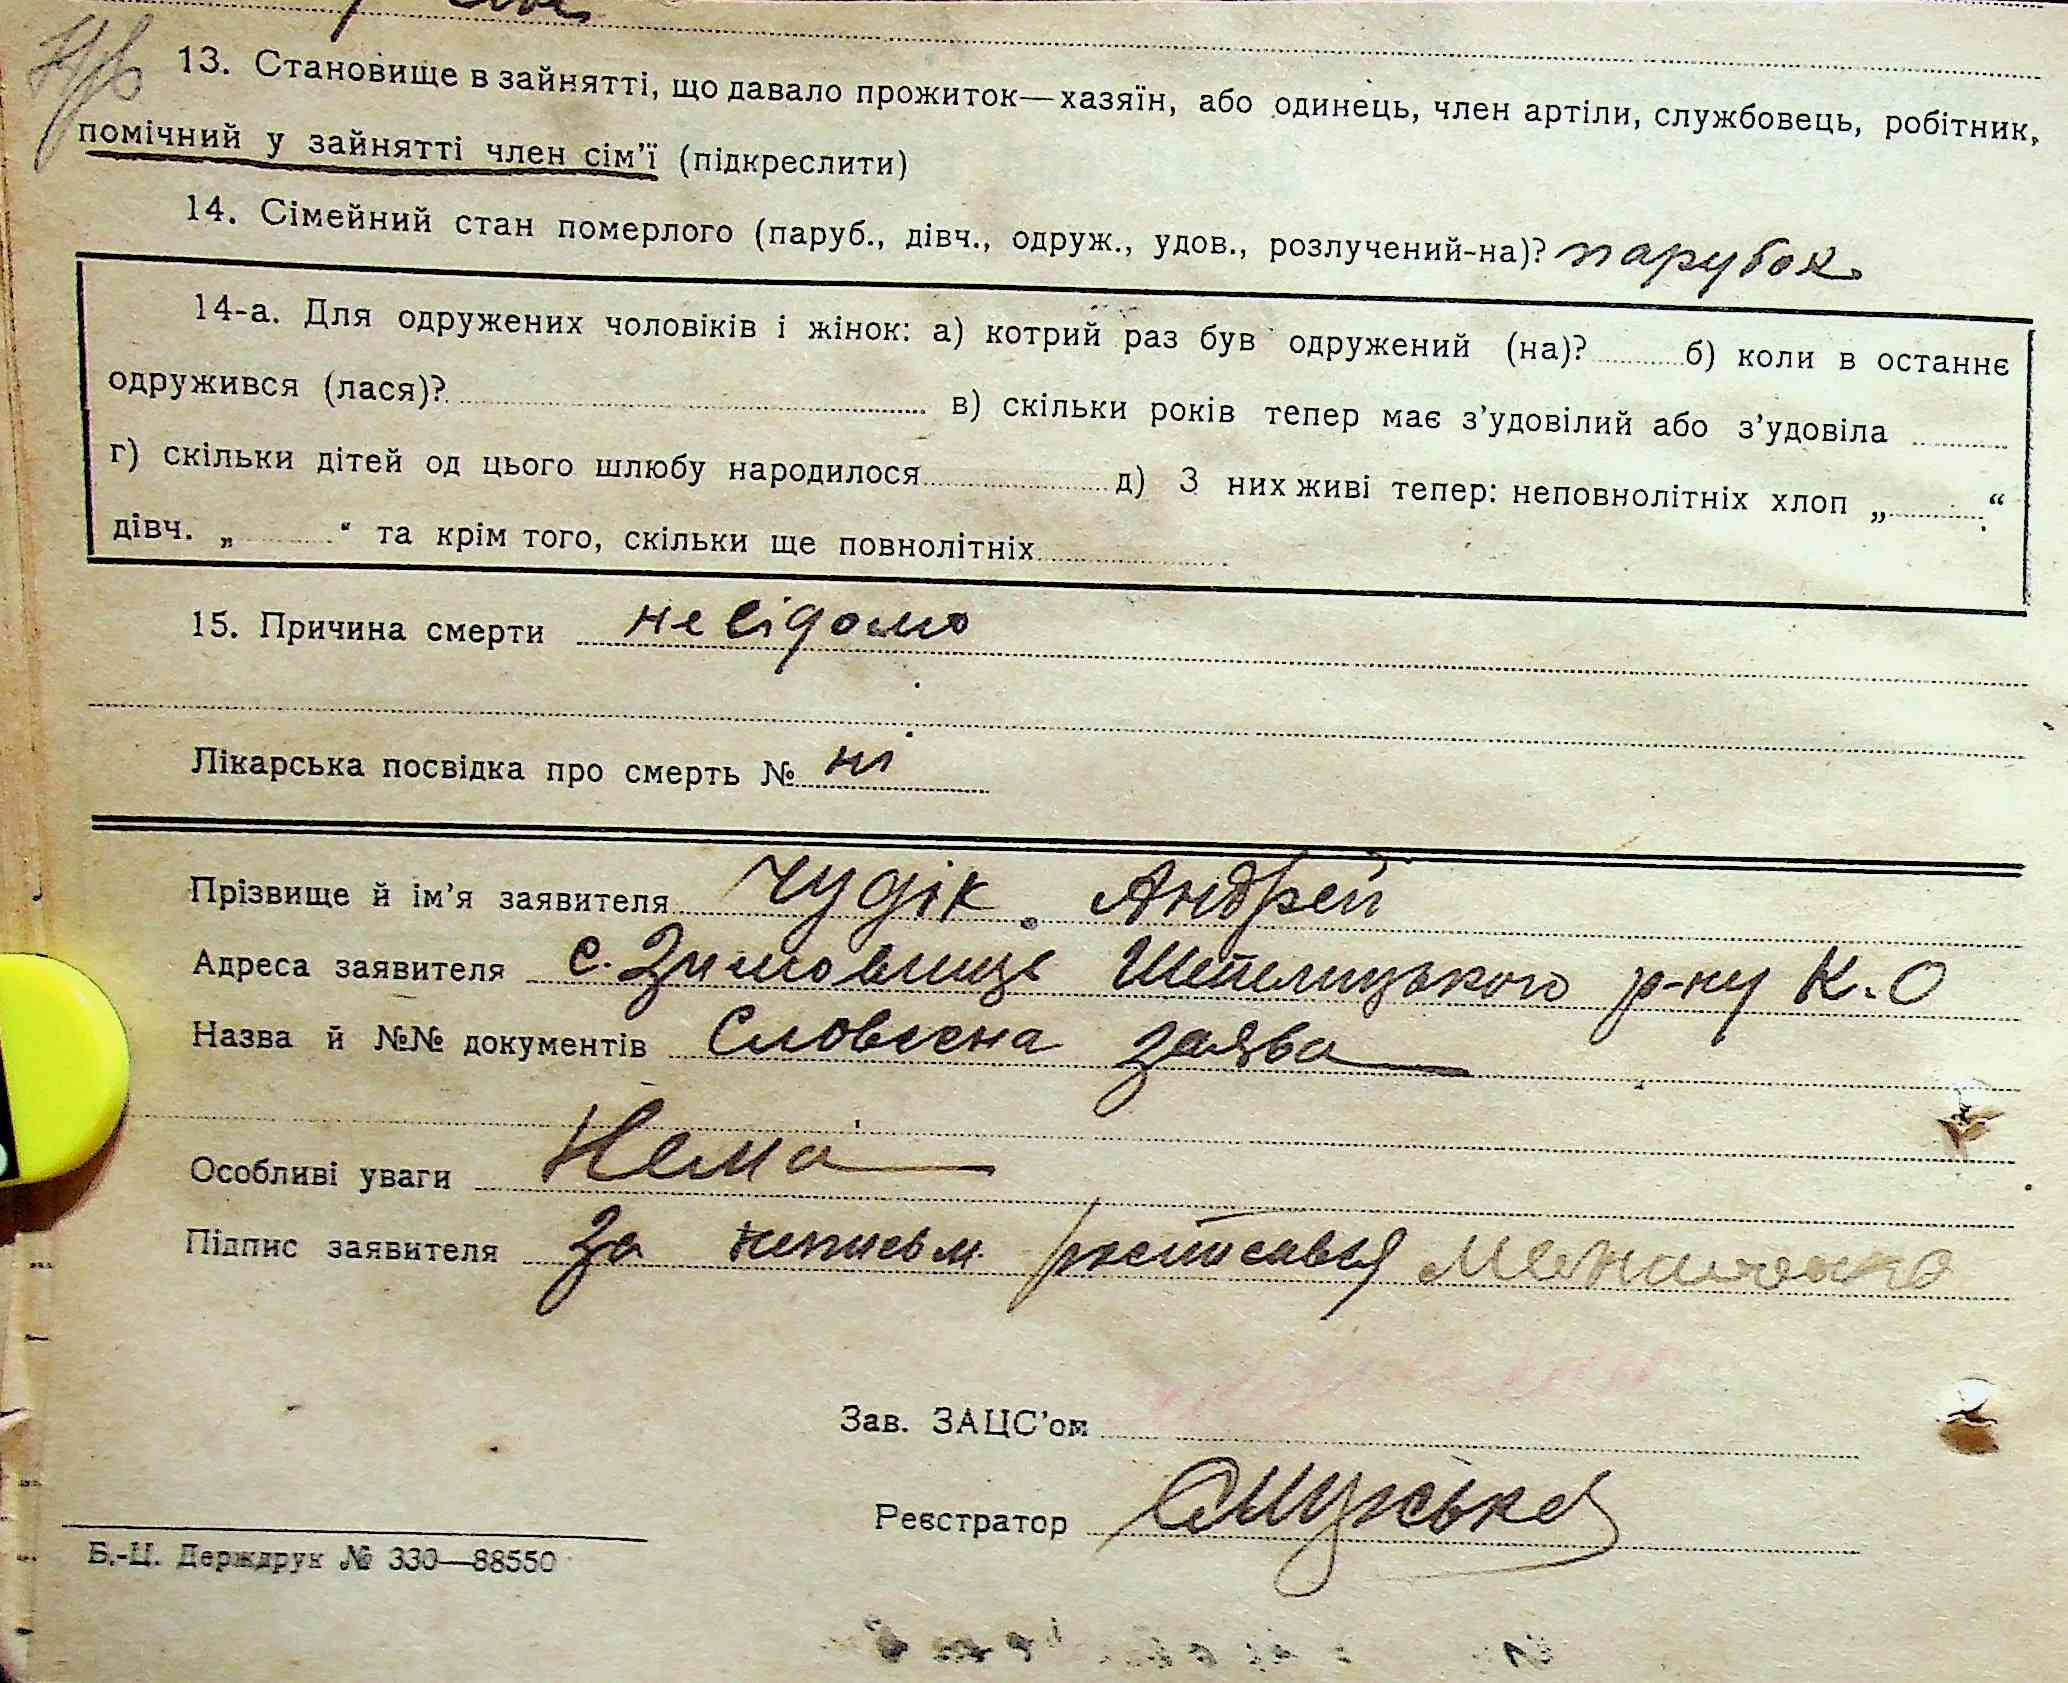 13. Становище в зайнятті, що давало прожиток—хазяїн, або одинець, член артіли, службовець, робітник,
помічний у зайнятті член сім'ї (підкреслити)
14. Сімейний стан померлого (паруб., дівч., одруж., удов., розлучений-на)? парубок
14-а. Для одружених чоловіків і жінок: а) котрий раз був одружений (на)? б) коли в останнє
одружився (лася)? в) скільки років тепер має з'удовілий або з'удовіла
г) скільки дітей од цього шлюбу народилося д) З них живі тепер: неповнолітніх хлоп „ “
дівч. „ “ та крім того, скільки ще повнолітніх
15. Причина смерти невідомо
Лікарська посвідка про смерть № ні
Прізвище й ім'я заявителя Чудік Андрей
Адреса заявителя с. Зимовище Шепелицького р-ну К.О
Назва й №№ документів Словесна заява
Особливі уваги Нема
Підпис заявителя За неписьм. росписався
Зав. ЗАЦС'ом
Реєстратор
Б.-Ц. Держдрук № 330—88550